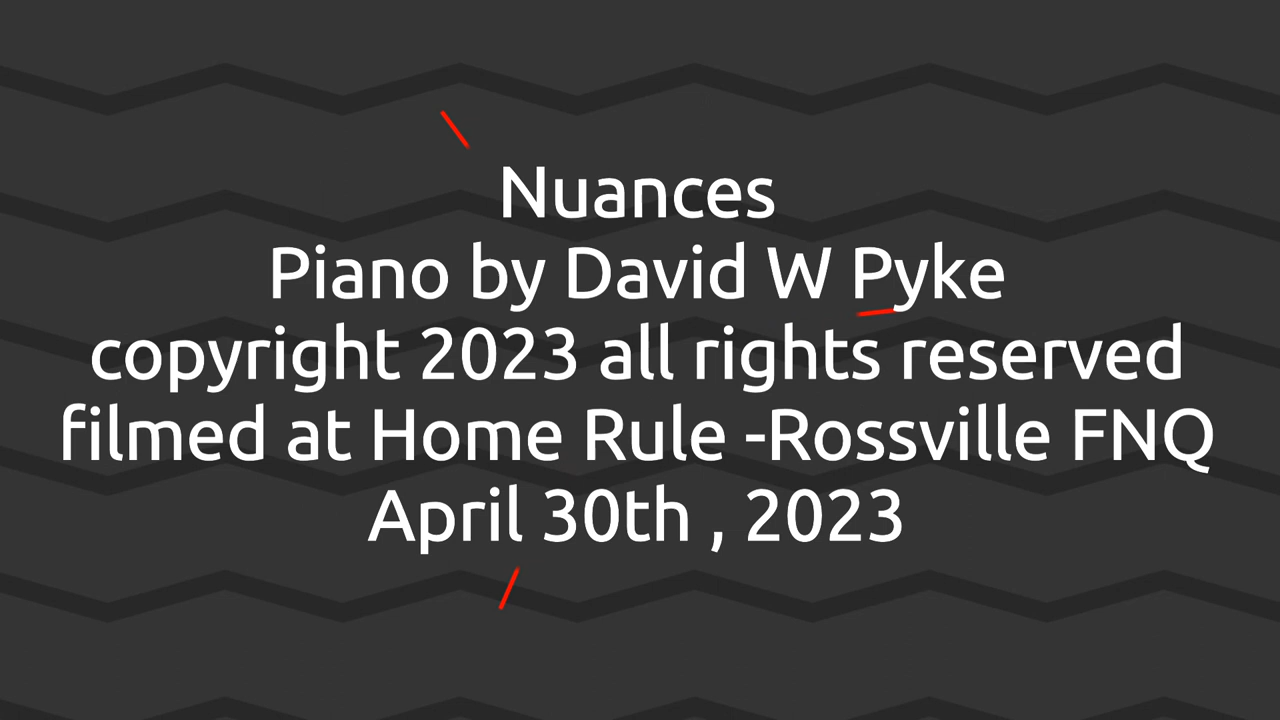 Nuances
Piano by David W Pyke
copyright 2023 all rights reserved
filmed at Home Rule -Rossville FNQ
April 30th , 2023